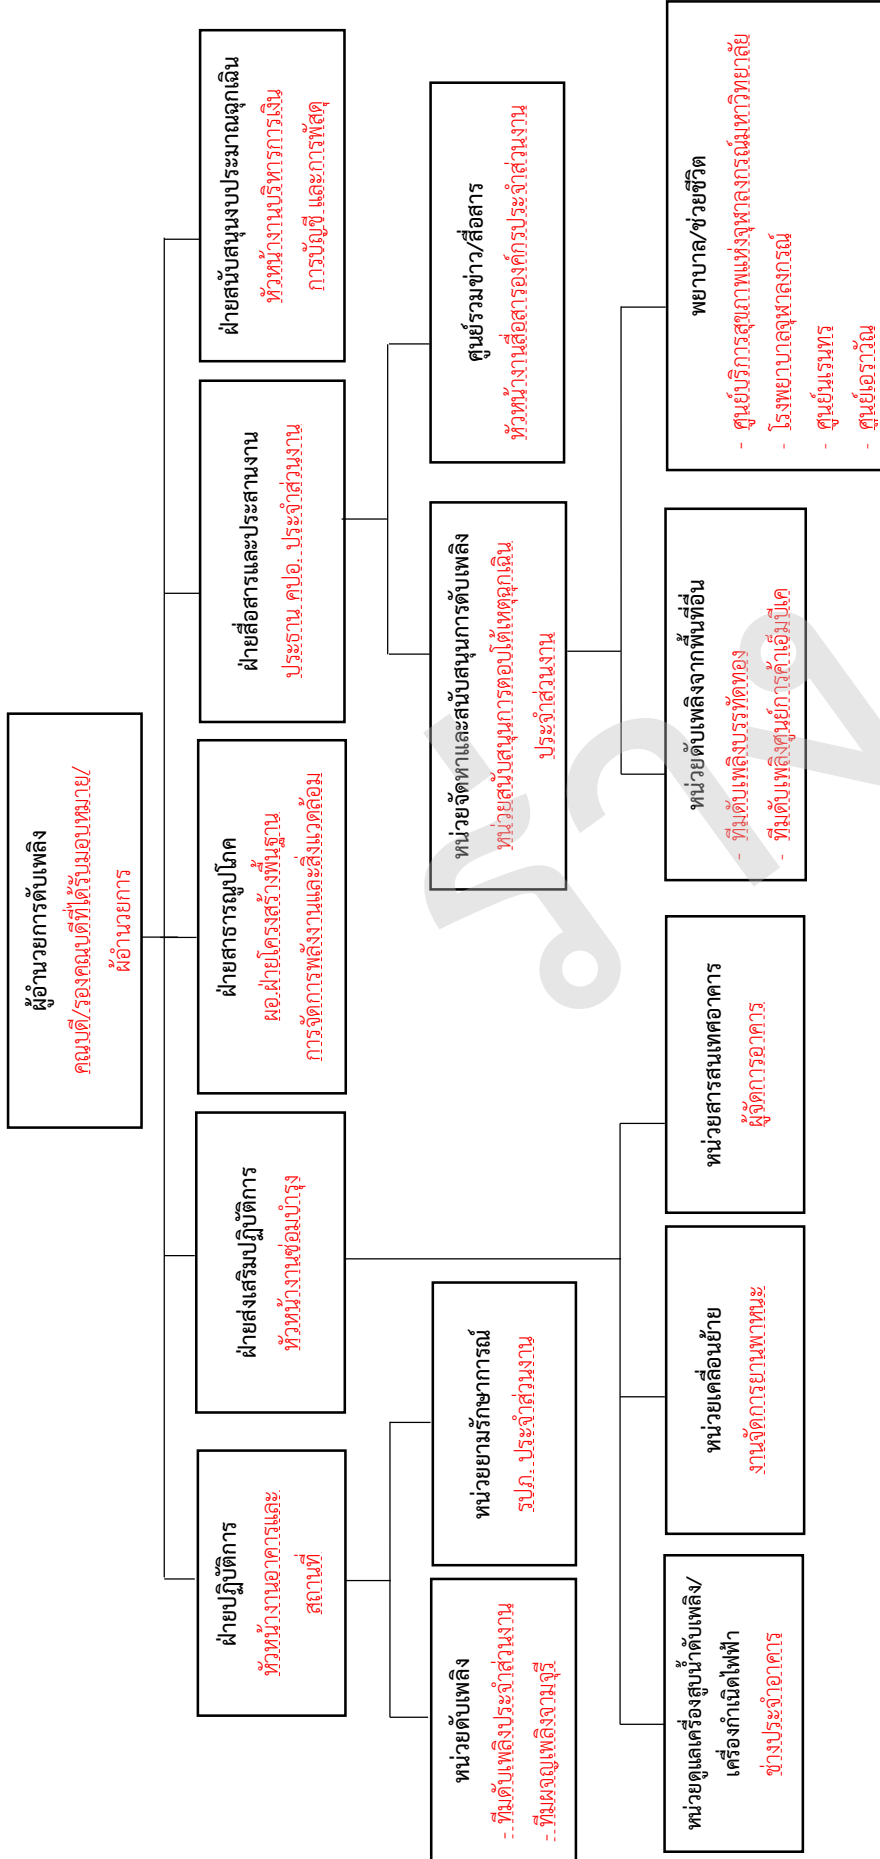 ผู้อำนวยการดับเพลิง
คณบดี/รองคณบดีที่ได้รับมอบหมาย/
ผู้อำนวยการ
ฝ่ายปฏิบัติการ
หัวหน้างานอาคารและ
สถานที่
ฝ่ายส่งเสริมปฏิบัติการ
หัวหน้างานซ่อมบำรุง
ฝ่ายสาธารณูปโภค
ผอ.ฝ่ายโครงสร้างพื้นฐาน
การจัดการพลังงานและสิ่งแวดล้อม
ฝ่ายสื่อสารและประสานงาน
ประธาน คปอ. ประจำส่วนงาน
ฝ่ายสนับสนุนงบประมาณฉุกเฉิน
หัวหน้างานบริหารการเงิน
การบัญชี และการพัสดุ
หน่วยดับเพลิง
- ทีมดับเพลิงประจำส่วนงาน
- ทีมผจญเพลิงจามจุรี
หน่วยยามรักษาการณ์
รปภ. ประจำส่วนงาน
หน่วยจัดหาและสนับสนุนการดับเพลิง
หน่วยสนับสนุนการตอบโต้เหตุฉุกเฉิน
ประจำส่วนงาน
ศูนย์รวมข่าว/สื่อสาร
หัวหน้างานสื่อสารองค์กรประจำส่วนงาน
หน่วยดูแลเครื่องสูบน้ำดับเพลิง/
เครื่องกำเนิดไฟฟ้า
ช่างประจำอาคาร
หน่วยเคลื่อนย้าย
งานจัดการยานพาหนะ
หน่วยสารสนเทศอาคาร
ผู้จัดการอาคาร
หน่วยดับเพลิงจากพื้นที่อื่น
- ทีมดับเพลิงบรรทัดทอง
- ทีมดับเพลิงศูนย์การค้าเอ็มบีเค
พยาบาล/ช่วยชีวิต
- ศูนย์บริการสุขภาพแห่งจุฬาลงกรณ์มหาวิทยาลัย
- โรงพยาบาลจุฬาลงกรณ์
- ศูนย์นเรนทร
- ศูนย์เอราวัณ
ร่าง